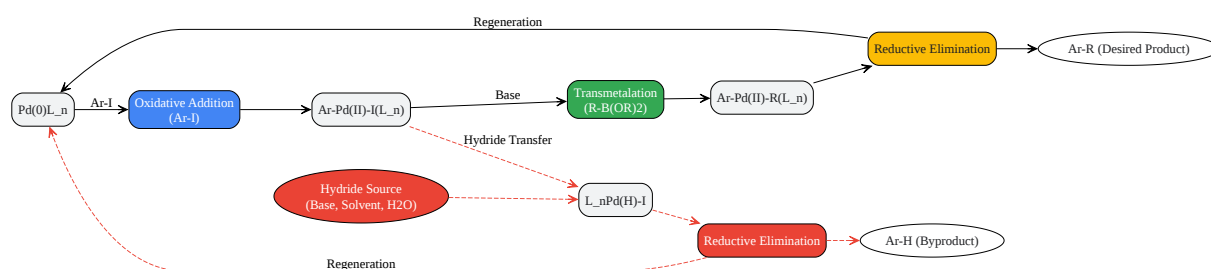 Regeneration
Reductive Elimination
Ar-R (Desired Product)
Pd(0)L_n
Ar-I
Oxidative Addition
(Ar-I)
Ar-Pd(II)-I(L_n)
Base
Transmetalation
(R-B(OR)2)
Ar-Pd(II)-R(L_n)
Hydride Transfer
Hydride Source
(Base, Solvent, H2O)
L_nPd(H)-I
Reductive Elimination
Ar-H (Byproduct)
Regeneration